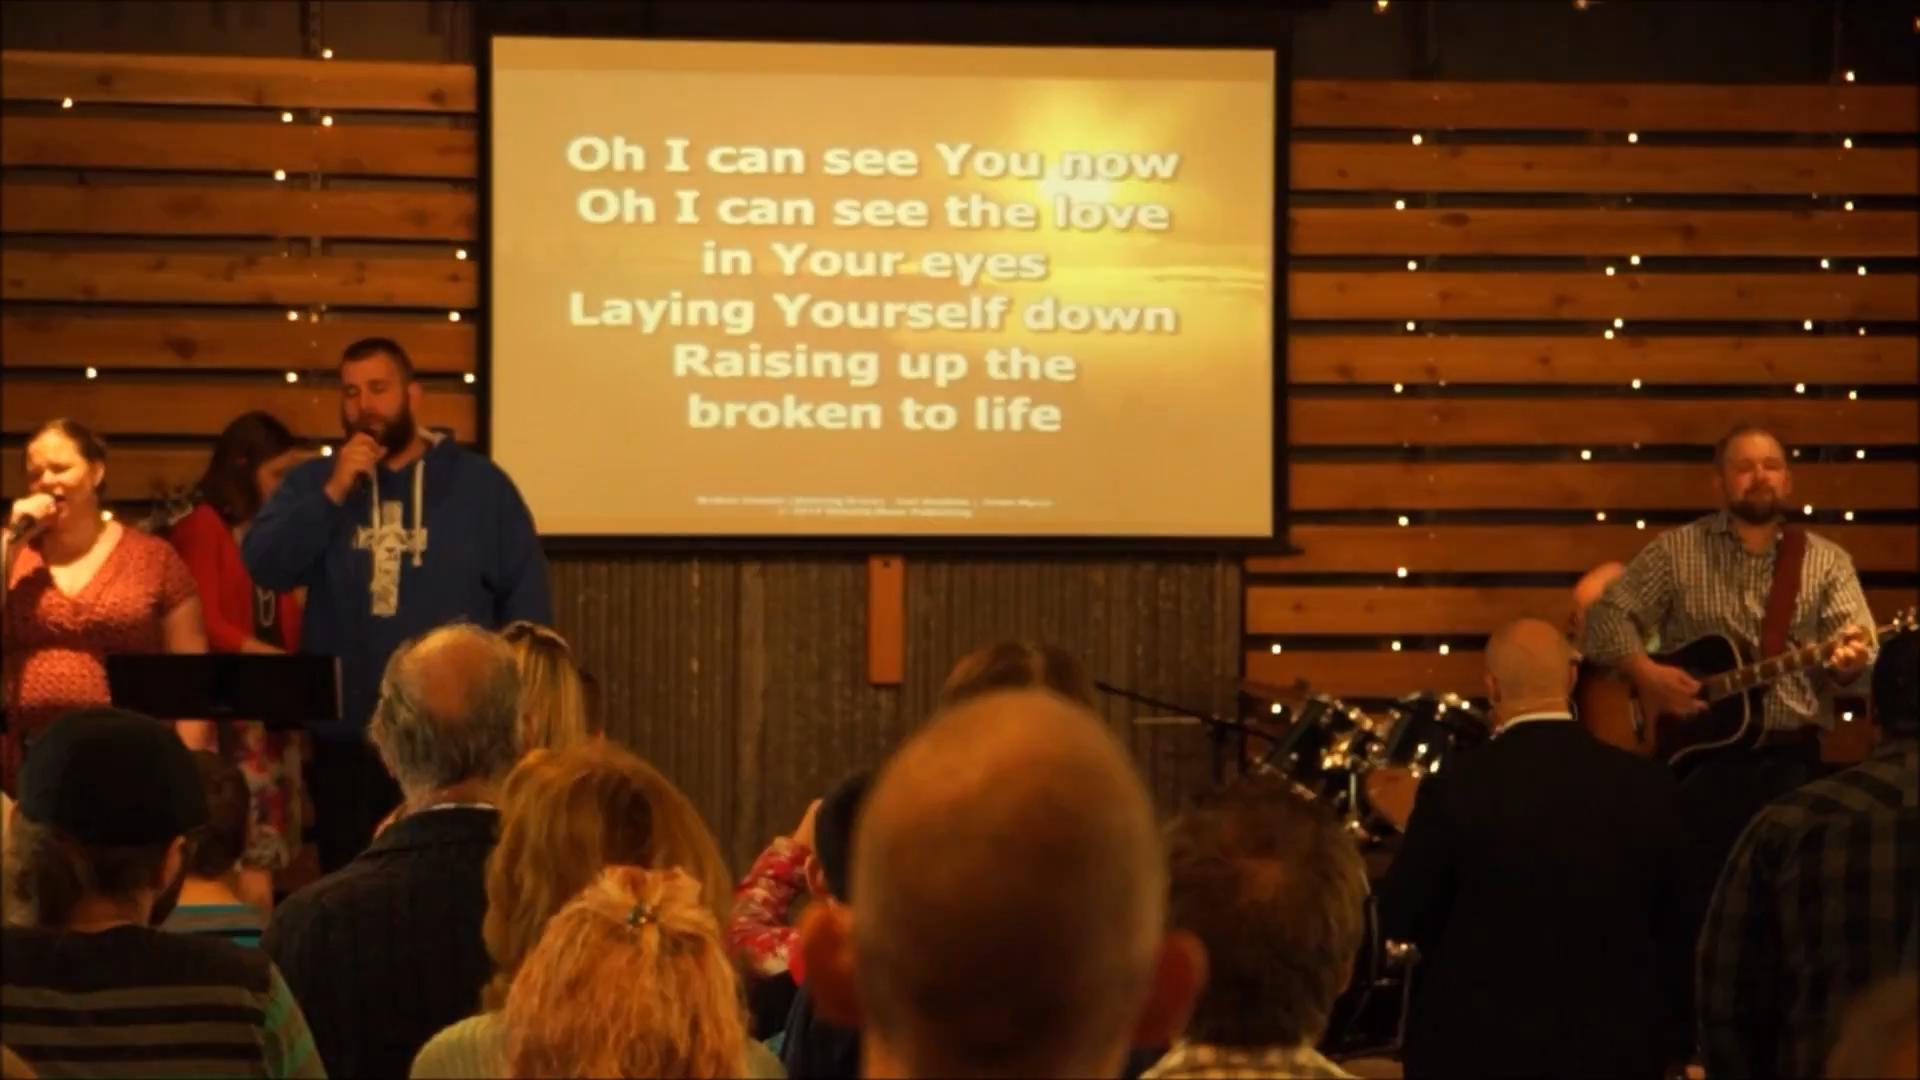 Oh I can see You now
Oh I can see the love
in Your eyes
Laying Yourself down
Raising up the
broken to life